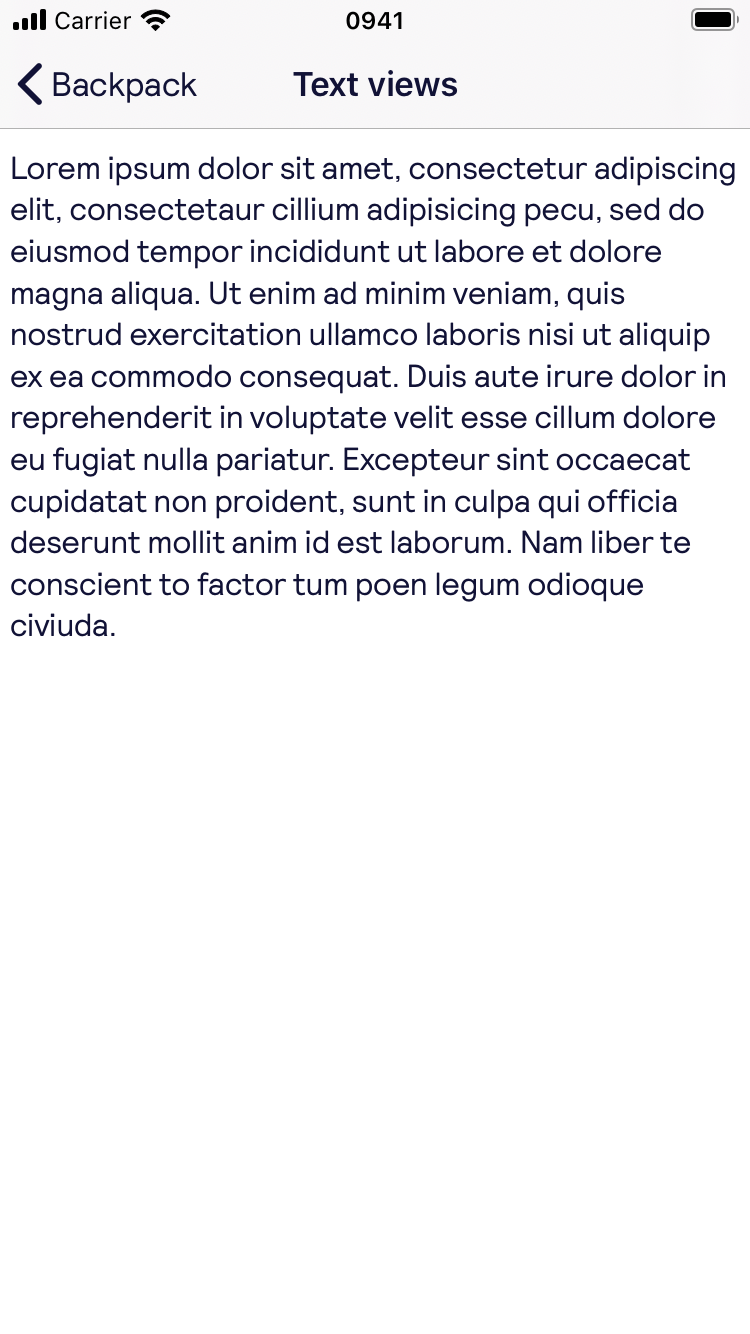 Carrier 0941
Backpack Text views
Lorem ipsum dolor sit amet, consectetur adipiscing
elit, consectetaur cillium adipisicing pecu, sed do
eiusmod tempor incididunt ut labore et dolore
magna aliqua. Ut enim ad minim veniam, quis
nostrud exercitation ullamco laboris nisi ut aliquip
ex ea commodo consequat. Duis aute irure dolor in
reprehenderit in voluptate velit esse cillum dolore
eu fugiat nulla pariatur. Excepteur sint occaecat
cupidatat non proident, sunt in culpa qui officia
deserunt mollit anim id est laborum. Nam liber te
conscient to factor tum poen legum odioque
civiuda.